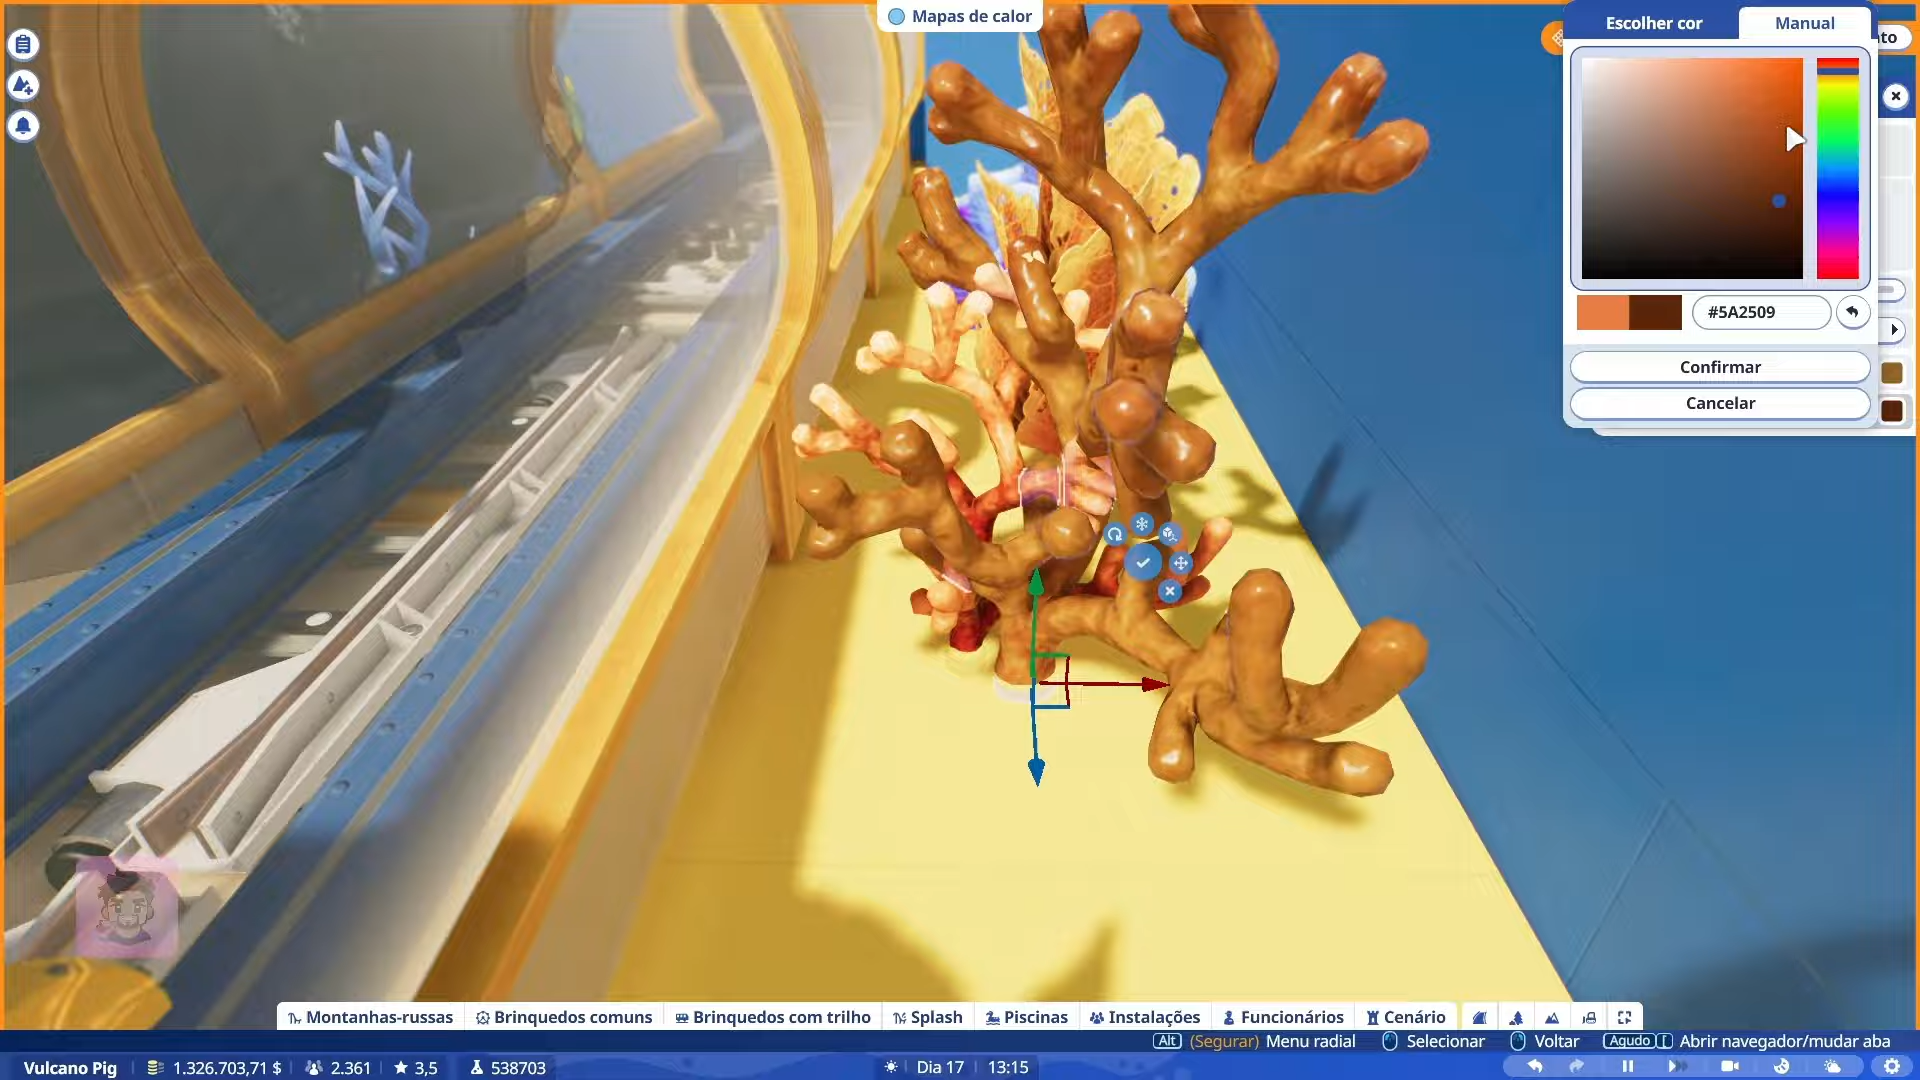 Mapas de calor
Escolher cor
Manual
nto
#5A2509
Confirmar
Cancelar
Montanhas-russas
Brinquedos comuns
Brinquedos com trilho
Splash
Piscinas
Instalações
Funcionários
Cenário
Alt (Segurar) Menu radial
Selecionar
Voltar
Agudo [ Abrir navegador/mudar aba
Vulcano Pig
1.326.703,71 $
2.361
3,5
538703
Dia 17
13:15